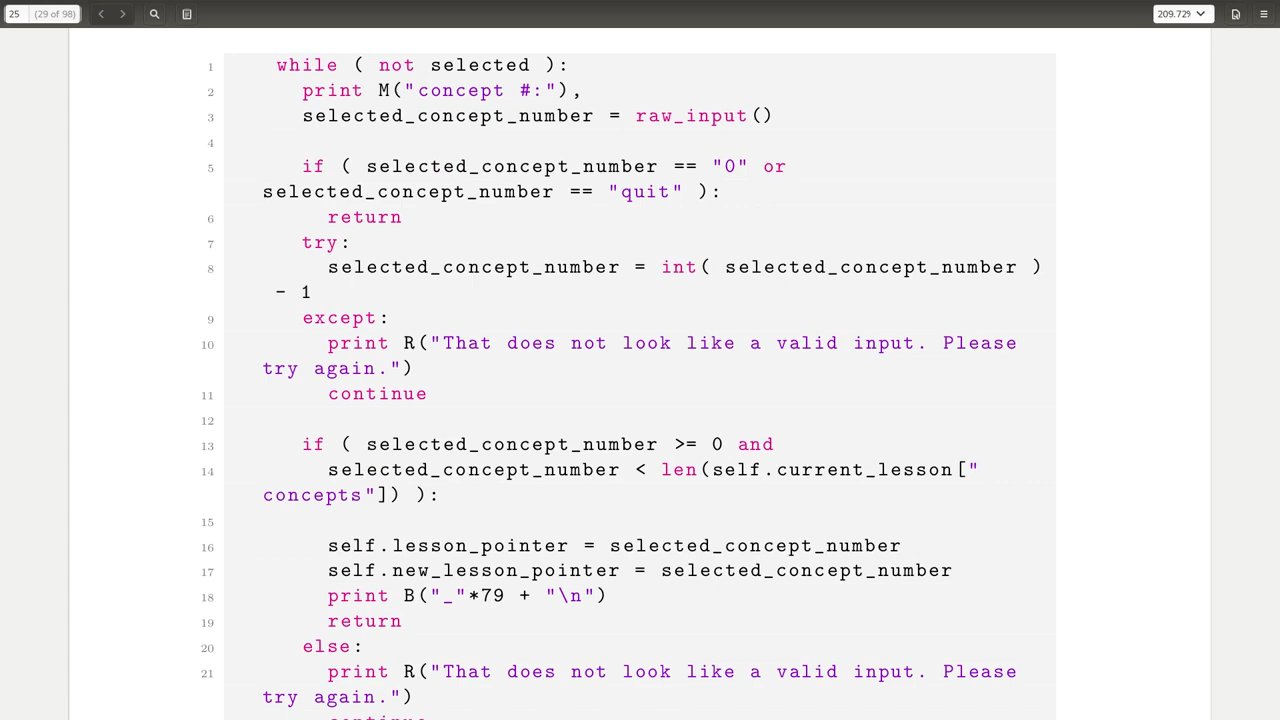 25 (29 of 98) 209.72%
1 while ( not selected ):
2 print M("concept #:"),
3 selected_concept_number = raw_input()
4
5 if ( selected_concept_number == "0" or
selected_concept_number == "quit" ):
6 return
7 try:
8 selected_concept_number = int( selected_concept_number )
- 1
9 except:
10 print R("That does not look like a valid input. Please
try again.")
11 continue
12
13 if ( selected_concept_number >= 0 and
14 selected_concept_number < len(self.current_lesson["
concepts"]) ):
15
16 self.lesson_pointer = selected_concept_number
17 self.new_lesson_pointer = selected_concept_number
18 print B("_"*79 + "\n")
19 return
20 else:
21 print R("That does not look like a valid input. Please
try again.")